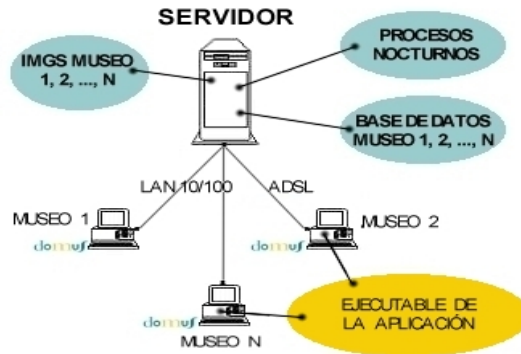 SERVIDOR
IMGS MUSEO
1, 2, ..., N
PROCESOS
NOCTURNOS
BASE DE DATOS
MUSEO 1, 2, ..., N
LAN 10/100
ADSL
MUSEO 1
domus
MUSEO 2
domus
domus
MUSEO N
EJECUTABLE DE
LA APLICACIÓN